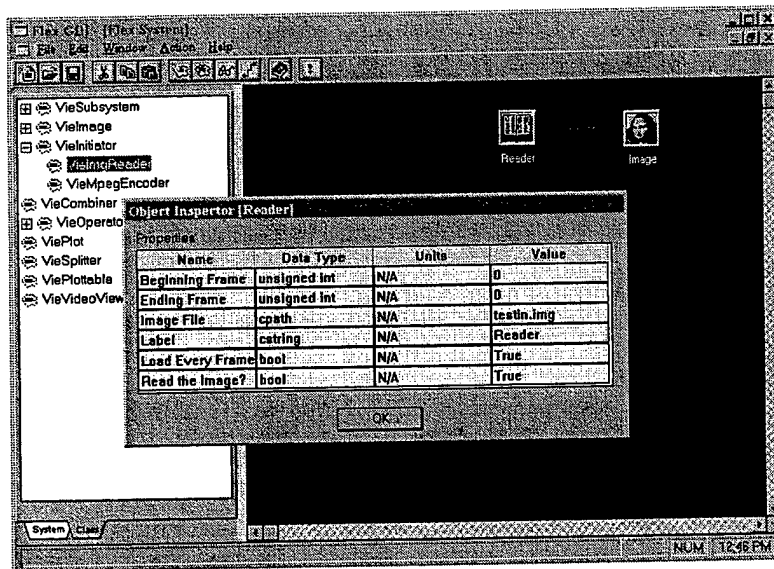 Flex GUI - [Flex System]
File Edit Window Action Help
VieSubsystem
VieImage
VieInitiator
VieImgReader
VieMpegEncoder
VieCombiner
VieOperato
ViePlot
VieSplitter
ViePlottable
VieVideoView
Reader
Image
Object Inspector [Reader]
Properties
Name Data Type Units Value
Beginning Frame unsigned int N/A 0
Ending Frame unsigned int N/A 0
Image File cpath N/A testin.img
Label cstring N/A Reader
Load Every Frame bool N/A True
Read the Image? bool N/A True
OK
System Class
NUM 12:46 PM